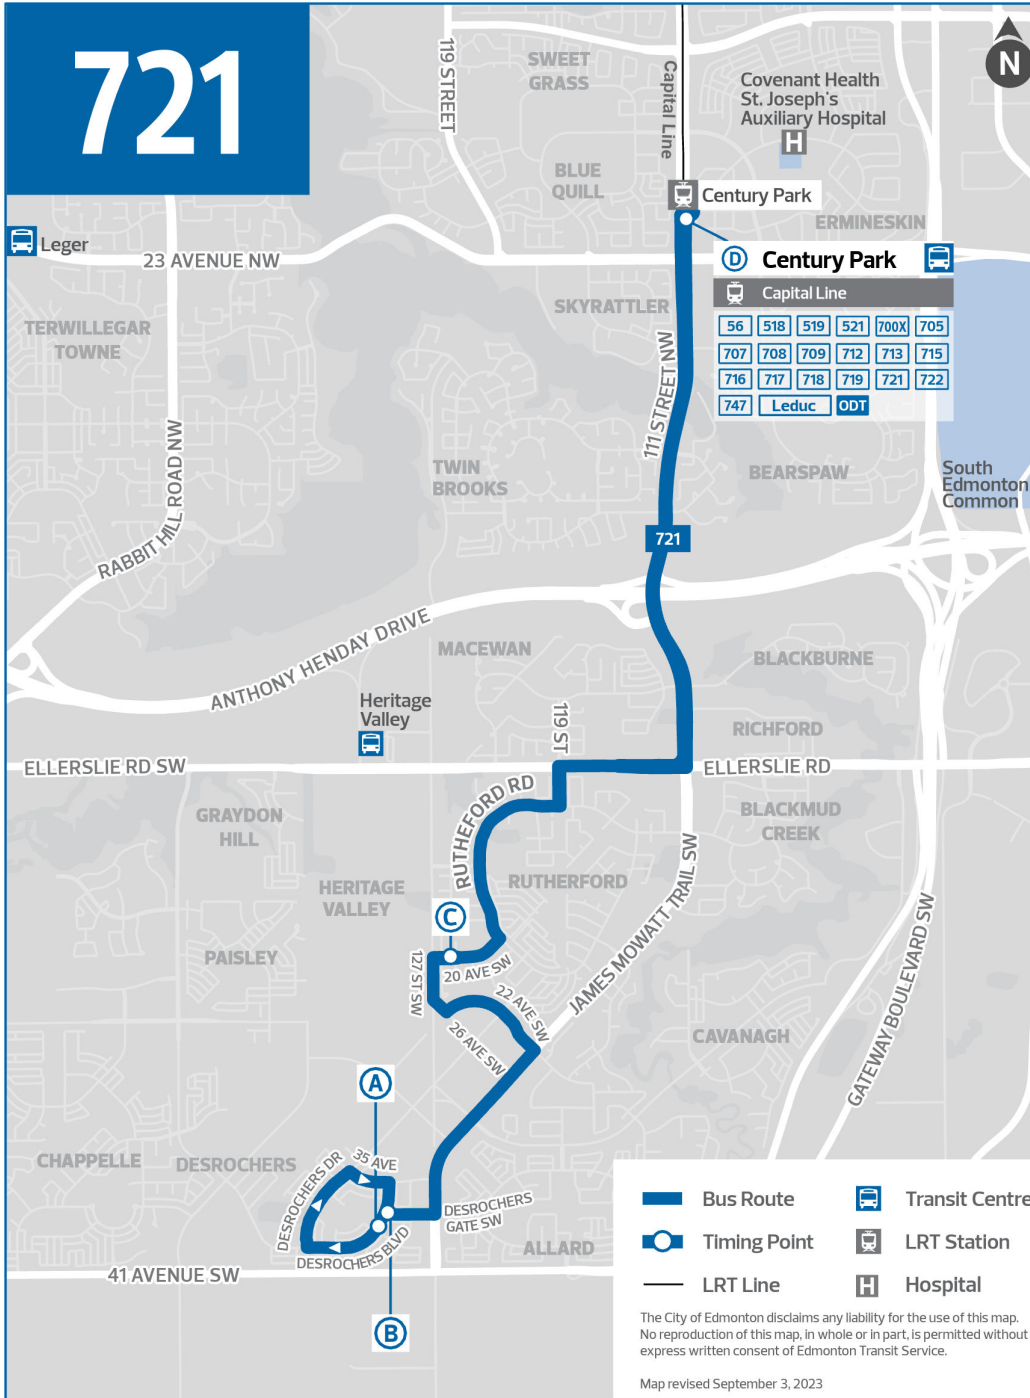 721
119 STREET
SWEET
GRASS
Capital Line
Covenant Health
St. Joseph's
Auxiliary Hospital
H
N
BLUE
QUILL
Century Park
ERMINESKIN
Leger
23 AVENUE NW
D Century Park
Capital Line
56 518 519 521 700X 705
707 708 709 712 713 715
716 717 718 719 721 722
747 Leduc ODT
SKYRATTLER
TERWILLEGAR
TOWNE
111 STREET NW
TWIN
BROOKS
BEARSPAW
South
Edmonton
Common
RABBIT HILL ROAD NW
721
ANTHONY HENDAY DRIVE
MACEWAN
BLACKBURNE
Heritage
Valley
119 ST
RICHFORD
ELLERSLIE RD SW
ELLERSLIE RD
RUTHEFORD RD
GRAYDON
HILL
BLACKMUD
CREEK
HERITAGE
VALLEY
RUTHERFORD
JAMES MOWATT TRAIL SW
C
PAISLEY
127 ST SW
20 AVE SW
22 AVE SW
26 AVE SW
CAVANAGH
GATEWAY BOULEVARD SW
A
CHAPPELLE
DESROCHERS
DESROCHERS DR
35 AVE
DESROCHERS
GATE SW
DESROCHERS BLVD
ALLARD
41 AVENUE SW
B
Bus Route
Transit Centre
Timing Point
LRT Station
LRT Line
H Hospital
The City of Edmonton disclaims any liability for the use of this map.
No reproduction of this map, in whole or in part, is permitted without
express written consent of Edmonton Transit Service.
Map revised September 3, 2023